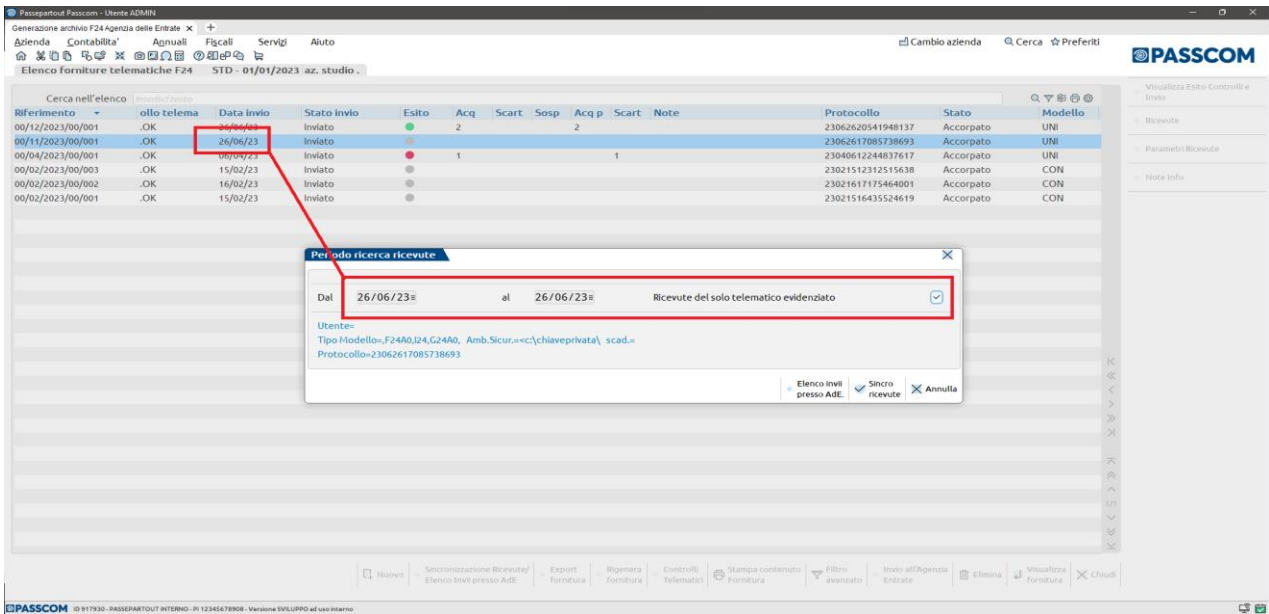 Passepartout Passcom - Utente ADMIN
Generazione archivio F24 Agenzia delle Entrate
Azienda Contabilita' Annuali Fiscali Servizi Aiuto
Cambio azienda Cerca Preferiti
PASSCOM
Elenco forniture telematiche F24 STD - 01/01/2023 az. studio .
Cerca nell'elenco
Riferimento ollo telema Data invio Stato invio Esito Acq Scart Sosp Acq p Scart Note Protocollo Stato Modello
00/12/2023/00/001 .OK 26/06/23 Inviato 2 2 23062620541948137 Accorpato UNI
00/11/2023/00/001 .OK 26/06/23 Inviato 23062617085738693 Accorpato UNI
00/04/2023/00/001 .OK 06/04/23 Inviato 1 1 23040612244837617 Accorpato UNI
00/02/2023/00/003 .OK 15/02/23 Inviato 23021512312515638 Accorpato CON
00/02/2023/00/002 .OK 16/02/23 Inviato 23021617175464001 Accorpato CON
00/02/2023/00/001 .OK 15/02/23 Inviato 23021516435524619 Accorpato CON
Visualizza Esito Controlli e
Invio
Ricevute
Parametri Ricevute
Note Info
Periodo ricerca ricevute
Dal 26/06/23 al 26/06/23 Ricevute del solo telematico evidenziato
Utente=
Tipo Modello=,F24A0,I24,G24A0, Amb.Sicur.=<c:\chiaveprivata\ scad.=
Protocollo=23062617085738693
Elenco invii
presso AdE.
Sincro
ricevute
Annulla
1/1
Nuovo
Sincronizzazione Ricevute/
Elenco Invii presso AdE
Export
fornitura
Rigenera
fornitura
Controlli
Telematici
Stampa contenuto
Fornitura
Filtro
avanzato
Invio all'Agenzia
Entrate
Elimina
Visualizza
fornitura
Chiudi
PASSCOM ID 917930 - PASSEPARTOUT INTERNO - PI 12345678908 - Versione SVILUPPO ad uso interno